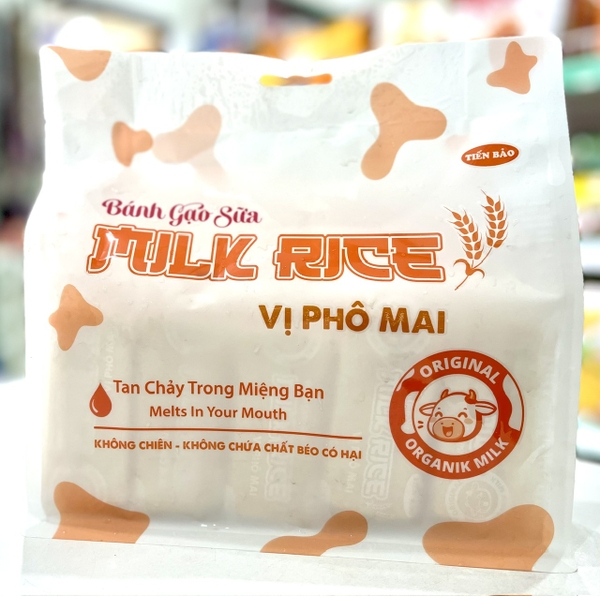 TIẾN BẢO
Bánh Gạo Sữa
MILK RICE
VỊ PHÔ MAI
Tan Chảy Trong Miệng Bạn
Melts In Your Mouth
KHÔNG CHIÊN - KHÔNG CHỨA CHẤT BÉO CÓ HẠI
ORIGINAL
ORGANIK MILK